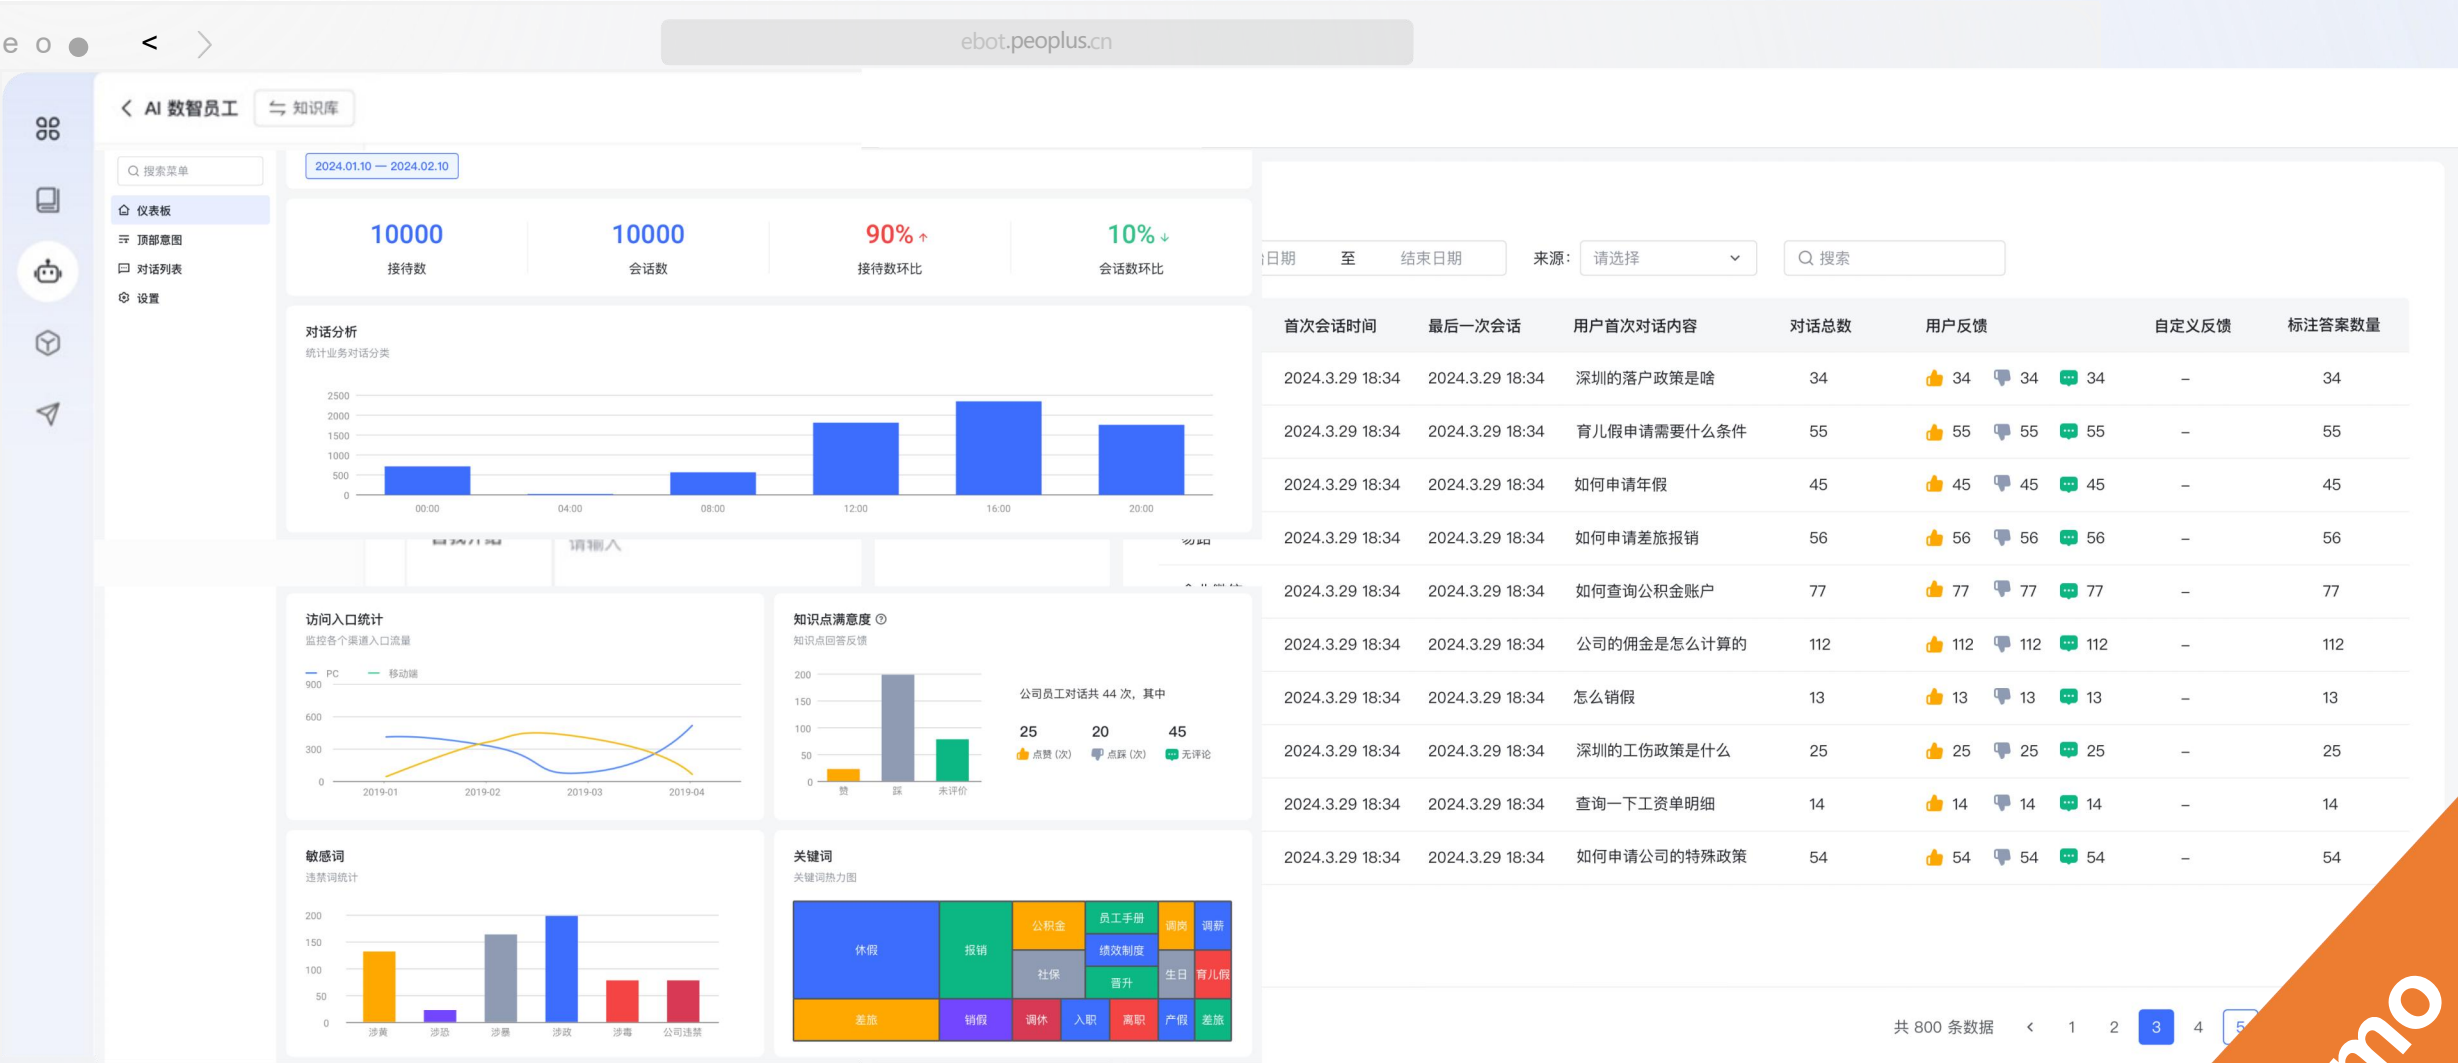 ebot.peoplus.cn
AI 数智员工
知识库
搜索菜单
仪表板
顶部意图
对话列表
设置
2024.01.10 — 2024.02.10
10000
接待数
10000
会话数
90% ↑
接待数环比
10% ↓
会话数环比
对话分析
统计业务对话分类
2500
2000
1500
1000
500
0
00:00 04:00 08:00 12:00 16:00 20:00
请输入
访问入口统计
监控各个渠道入口流量
PC 移动端
900
600
300
0
2019-01 2019-02 2019-03 2019-04
知识点满意度
知识点回答反馈
200
150
100
50
0
赞 踩 未评价
公司员工对话共 44 次，其中
25 20 45
点赞 (次) 点踩 (次) 无评论
敏感词
违禁词统计
200
150
100
50
0
涉黄 涉恐 涉暴 涉政 涉毒 公司违禁
关键词
关键词热力图
休假 报销 公积金 员工手册 调岗 调薪
绩效制度
社保 晋升 生日 育儿假
差旅 销假 调休 入职 离职 产假 差旅
日期 至 结束日期 来源： 请选择 搜索
首次会话时间 最后一次会话 用户首次对话内容 对话总数 用户反馈 自定义反馈 标注答案数量
2024.3.29 18:34 2024.3.29 18:34 深圳的落户政策是啥 34 34 34 34 – 34
2024.3.29 18:34 2024.3.29 18:34 育儿假申请需要什么条件 55 55 55 55 – 55
2024.3.29 18:34 2024.3.29 18:34 如何申请年假 45 45 45 45 – 45
2024.3.29 18:34 2024.3.29 18:34 如何申请差旅报销 56 56 56 56 – 56
2024.3.29 18:34 2024.3.29 18:34 如何查询公积金账户 77 77 77 77 – 77
2024.3.29 18:34 2024.3.29 18:34 公司的佣金是怎么计算的 112 112 112 112 – 112
2024.3.29 18:34 2024.3.29 18:34 怎么销假 13 13 13 13 – 13
2024.3.29 18:34 2024.3.29 18:34 深圳的工伤政策是什么 25 25 25 25 – 25
2024.3.29 18:34 2024.3.29 18:34 查询一下工资单明细 14 14 14 14 – 14
2024.3.29 18:34 2024.3.29 18:34 如何申请公司的特殊政策 54 54 54 54 – 54
共 800 条数据 < 1 2 3 4 5
mo